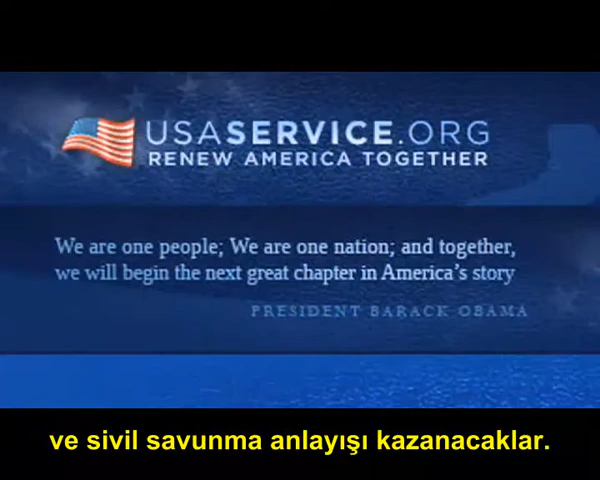 USASERVICE.ORG
RENEW AMERICA TOGETHER
We are one people; We are one nation; and together,
we will begin the next great chapter in America's story
PRESIDENT BARACK OBAMA
ve sivil savunma anlayışı kazanacaklar.